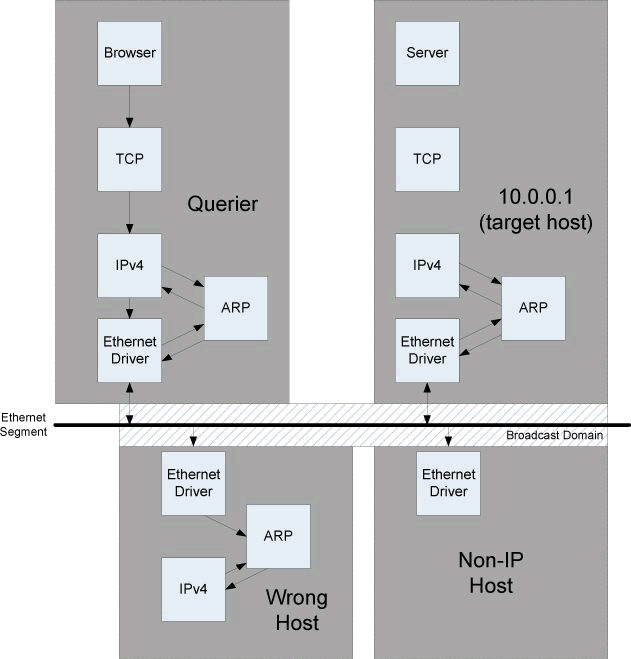 Browser
TCP
Querier
IPv4
ARP
Ethernet
Driver
Server
TCP
10.0.0.1
(target host)
IPv4
ARP
Ethernet
Driver
Ethernet
Segment
Broadcast Domain
Ethernet
Driver
ARP
IPv4
Wrong
Host
Ethernet
Driver
Non-IP
Host